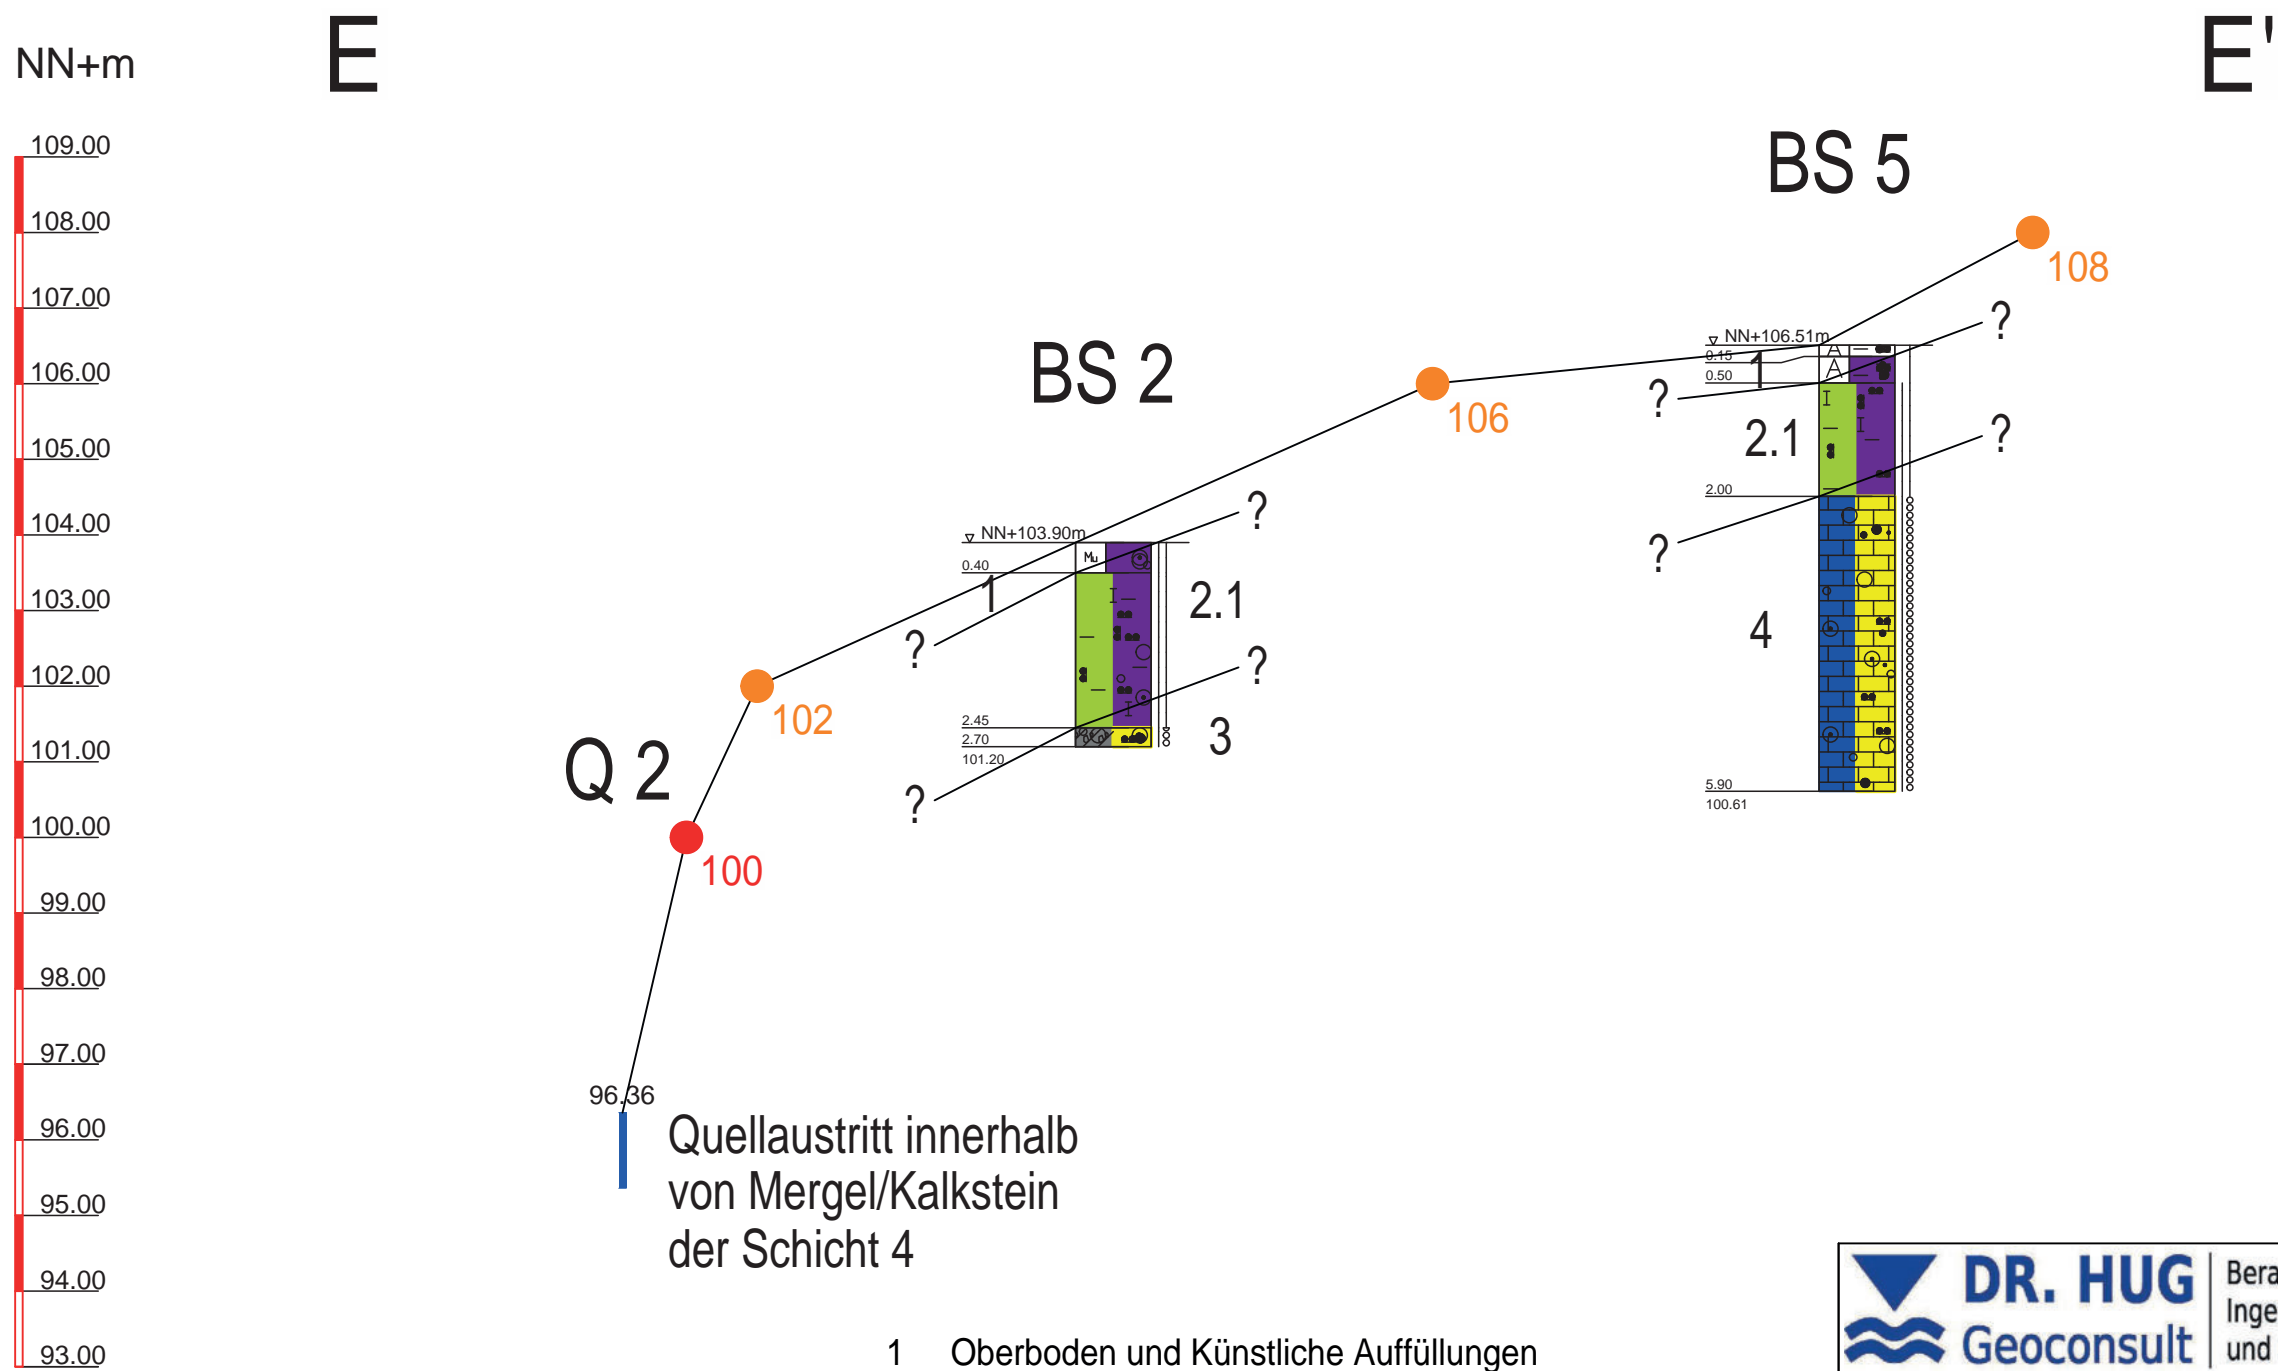 NN+m
E
E'
109.00
108.00
107.00
106.00
105.00
104.00
103.00
102.00
101.00
100.00
99.00
98.00
97.00
96.00
95.00
94.00
93.00
BS 5
108
NN+106.51m
0.15
0.50
A
A
1
?
?
2.1
?
2.00
?
4
5.90
100.61
106
BS 2
NN+103.90m
0.40
Mu
1
?
?
2.1
?
2.45
2.70
101.20
3
?
102
Q 2
100
96.36
Quellaustritt innerhalb
von Mergel/Kalkstein
der Schicht 4
1 Oberboden und Künstliche Auffüllungen
DR. HUG
Geoconsult
Bera
Inge
und